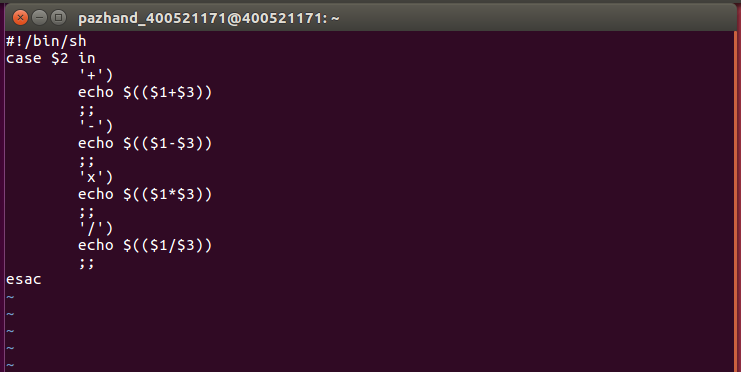 pazhand_400521171@400521171: ~
#!/bin/sh
case $2 in
        '+')
        echo $(($1+$3))
        ;;
        '-')
        echo $(($1-$3))
        ;;
        'x')
        echo $(($1*$3))
        ;;
        '/')
        echo $(($1/$3))
        ;;
esac
~
~
~
~
~